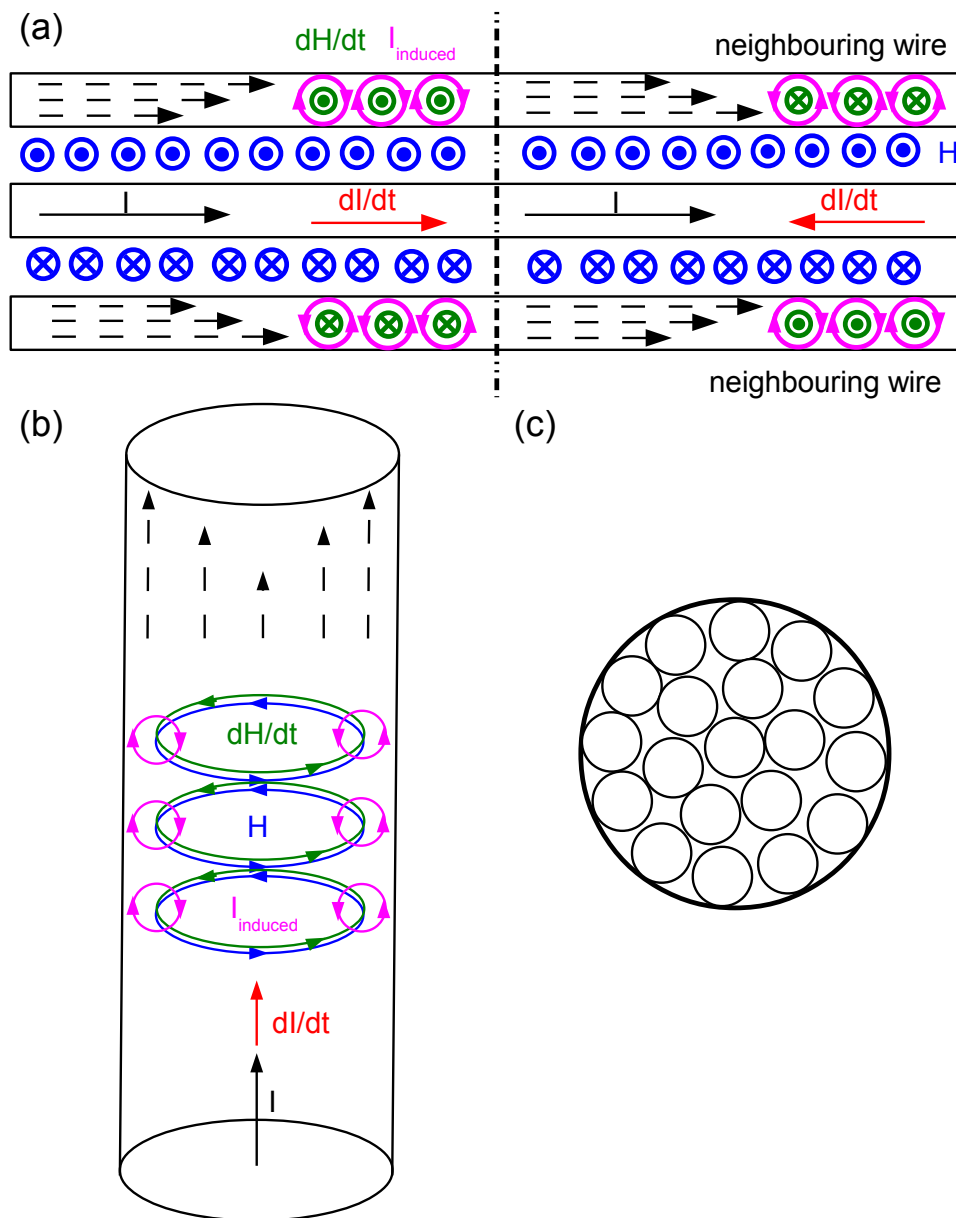 (a)
dH/dt I induced
neighbouring wire
H
I
dI/dt
I
dI/dt
neighbouring wire
(b)
(c)
dH/dt
H
I induced
dI/dt
I